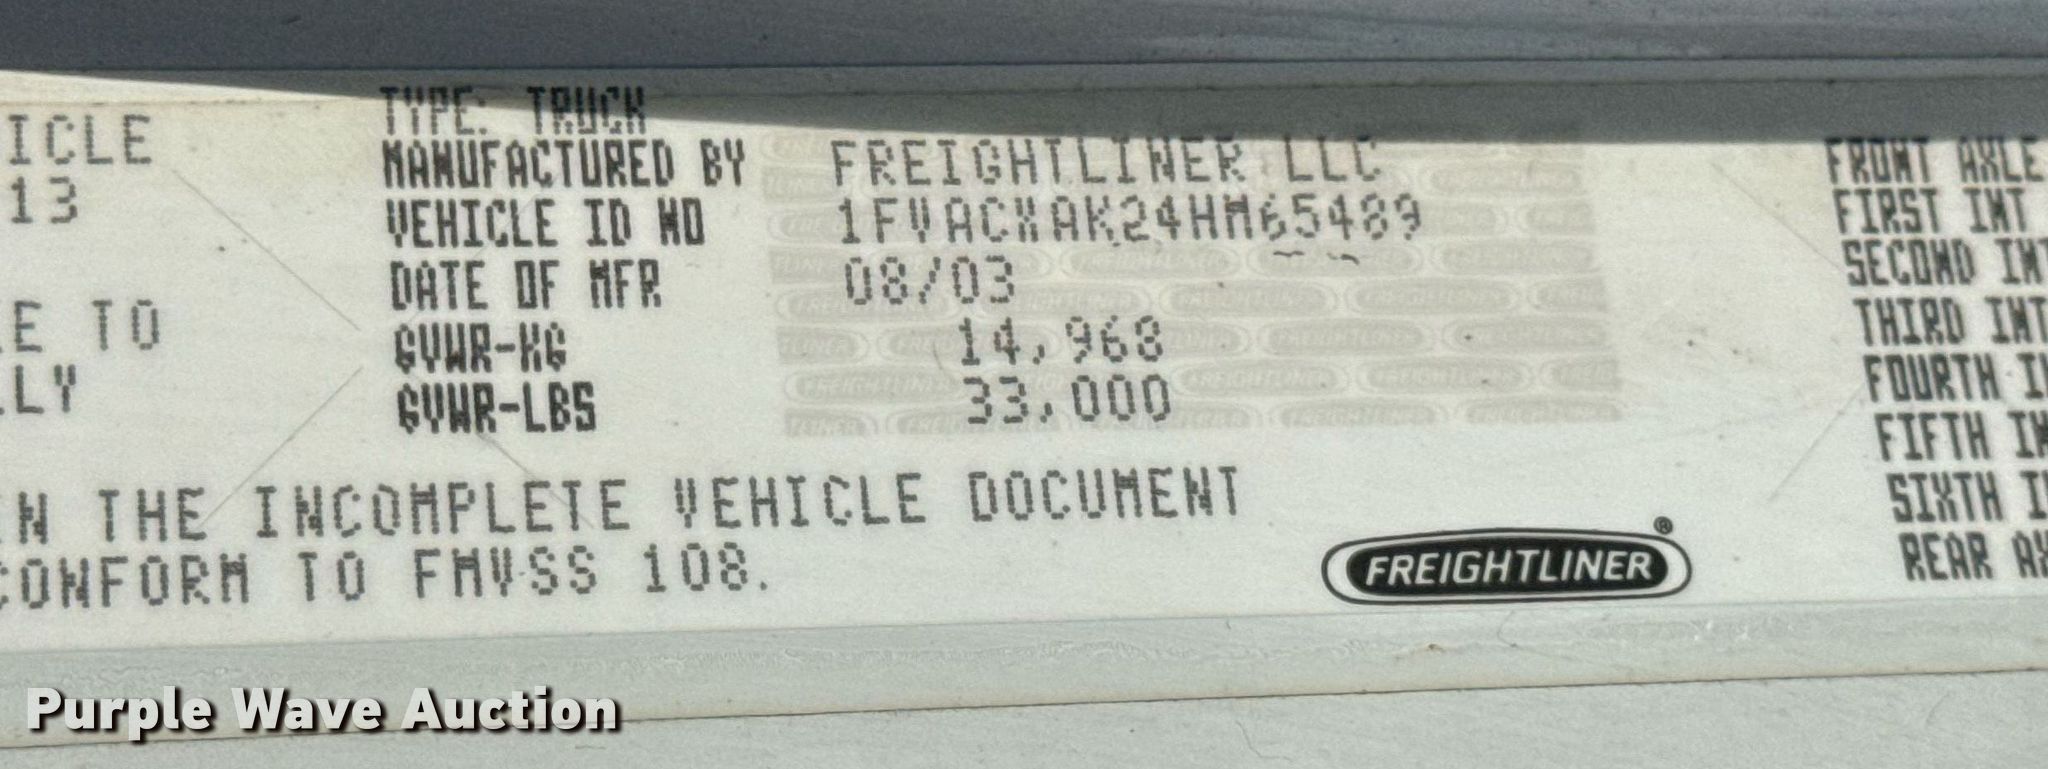 ICLE
13
E TO
LY
TYPE: TRUCK
MANUFACTURED BY FREIGHTLINER LLC
VEHICLE ID NO 1FVACXAK24HM65489
DATE OF MFR 08/03
GVWR-KG 14,968
GVWR-LBS 33,000
N THE INCOMPLETE VEHICLE DOCUMENT
CONFORM TO FMVSS 108.
FREIGHTLINER®
FRONT AXLE
FIRST INT
SECOND INT
THIRD INT
FOURTH I
FIFTH IN
SIXTH I
REAR AX
Purple Wave Auction